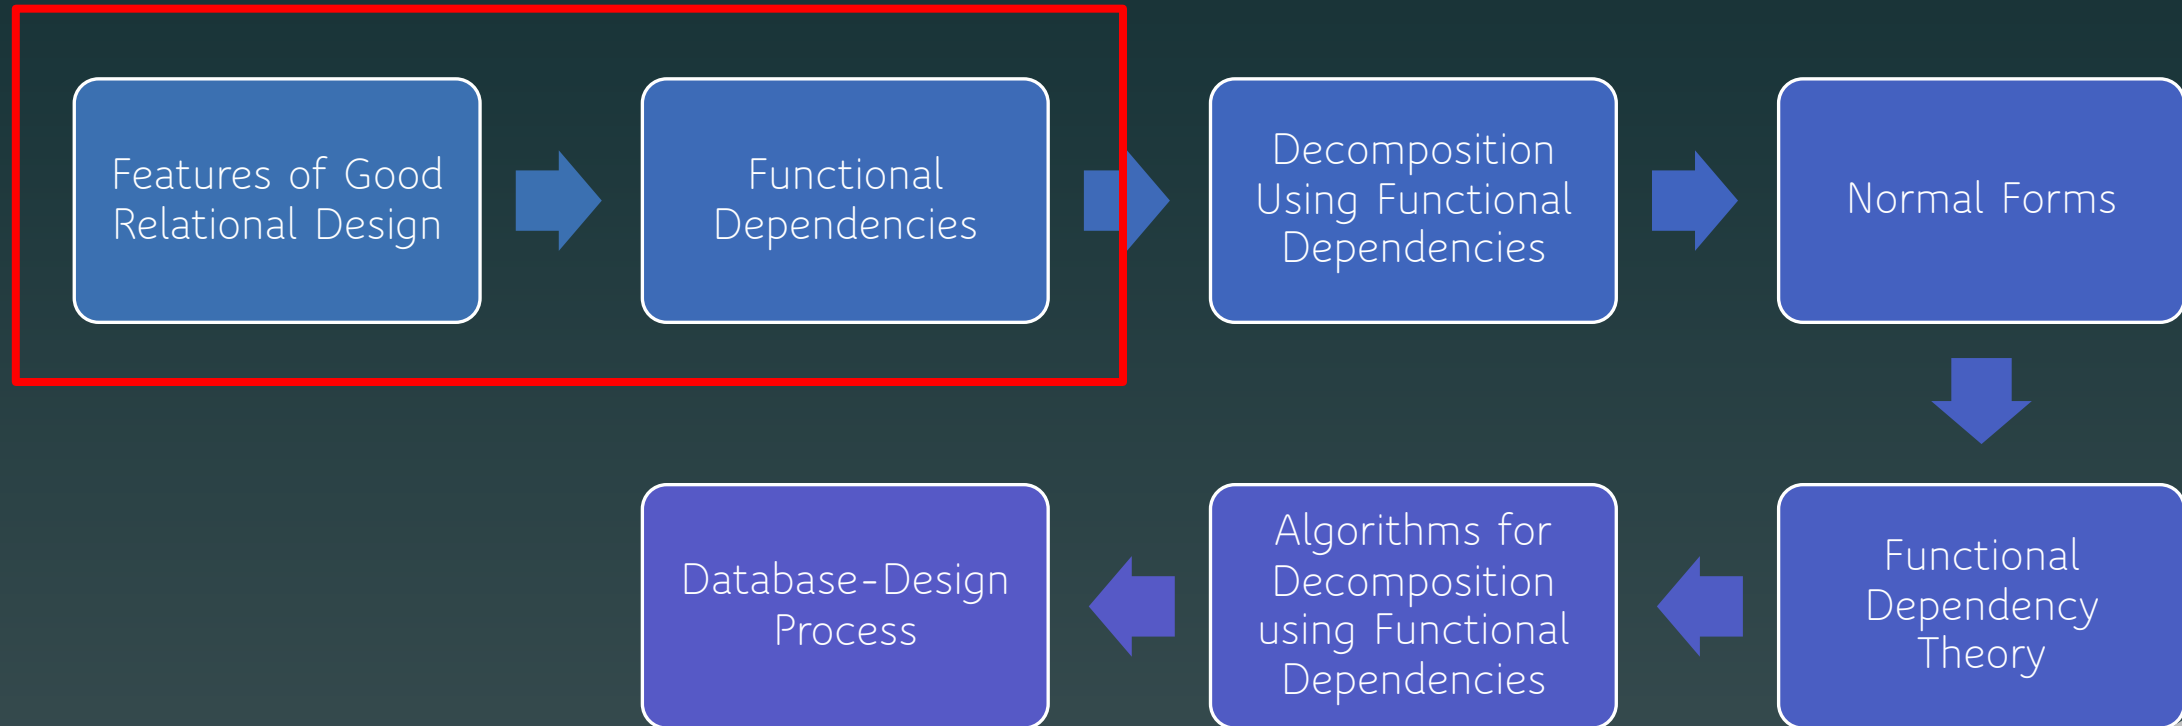 Features of Good
Relational Design
Functional
Dependencies
Decomposition
Using Functional
Dependencies
Normal Forms
Functional
Dependency
Theory
Algorithms for
Decomposition
using Functional
Dependencies
Database-Design
Process